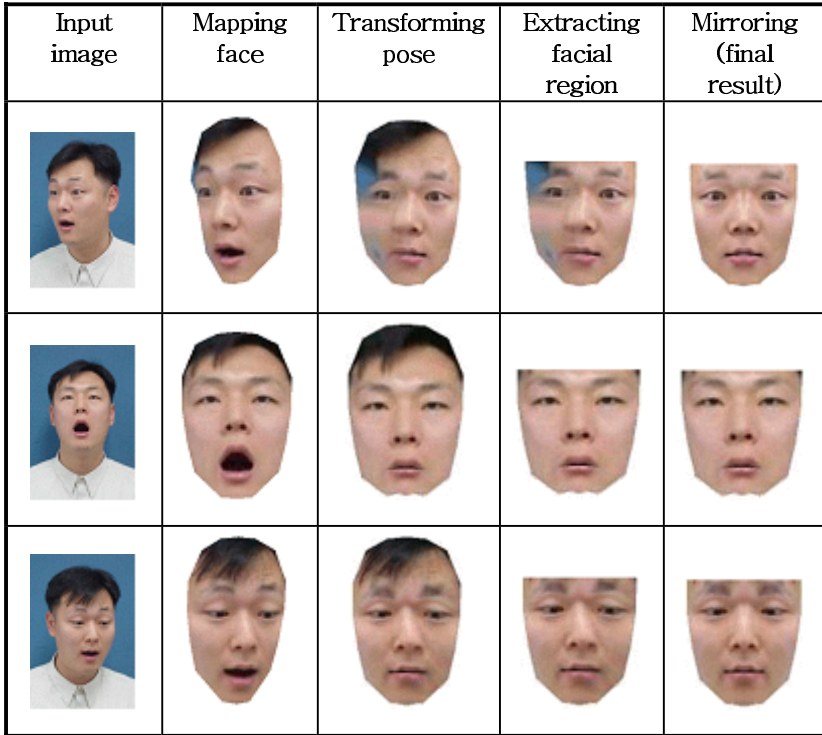 Input
image
Mapping
face
Transforming
pose
Extracting
facial
region
Mirroring
(final
result)